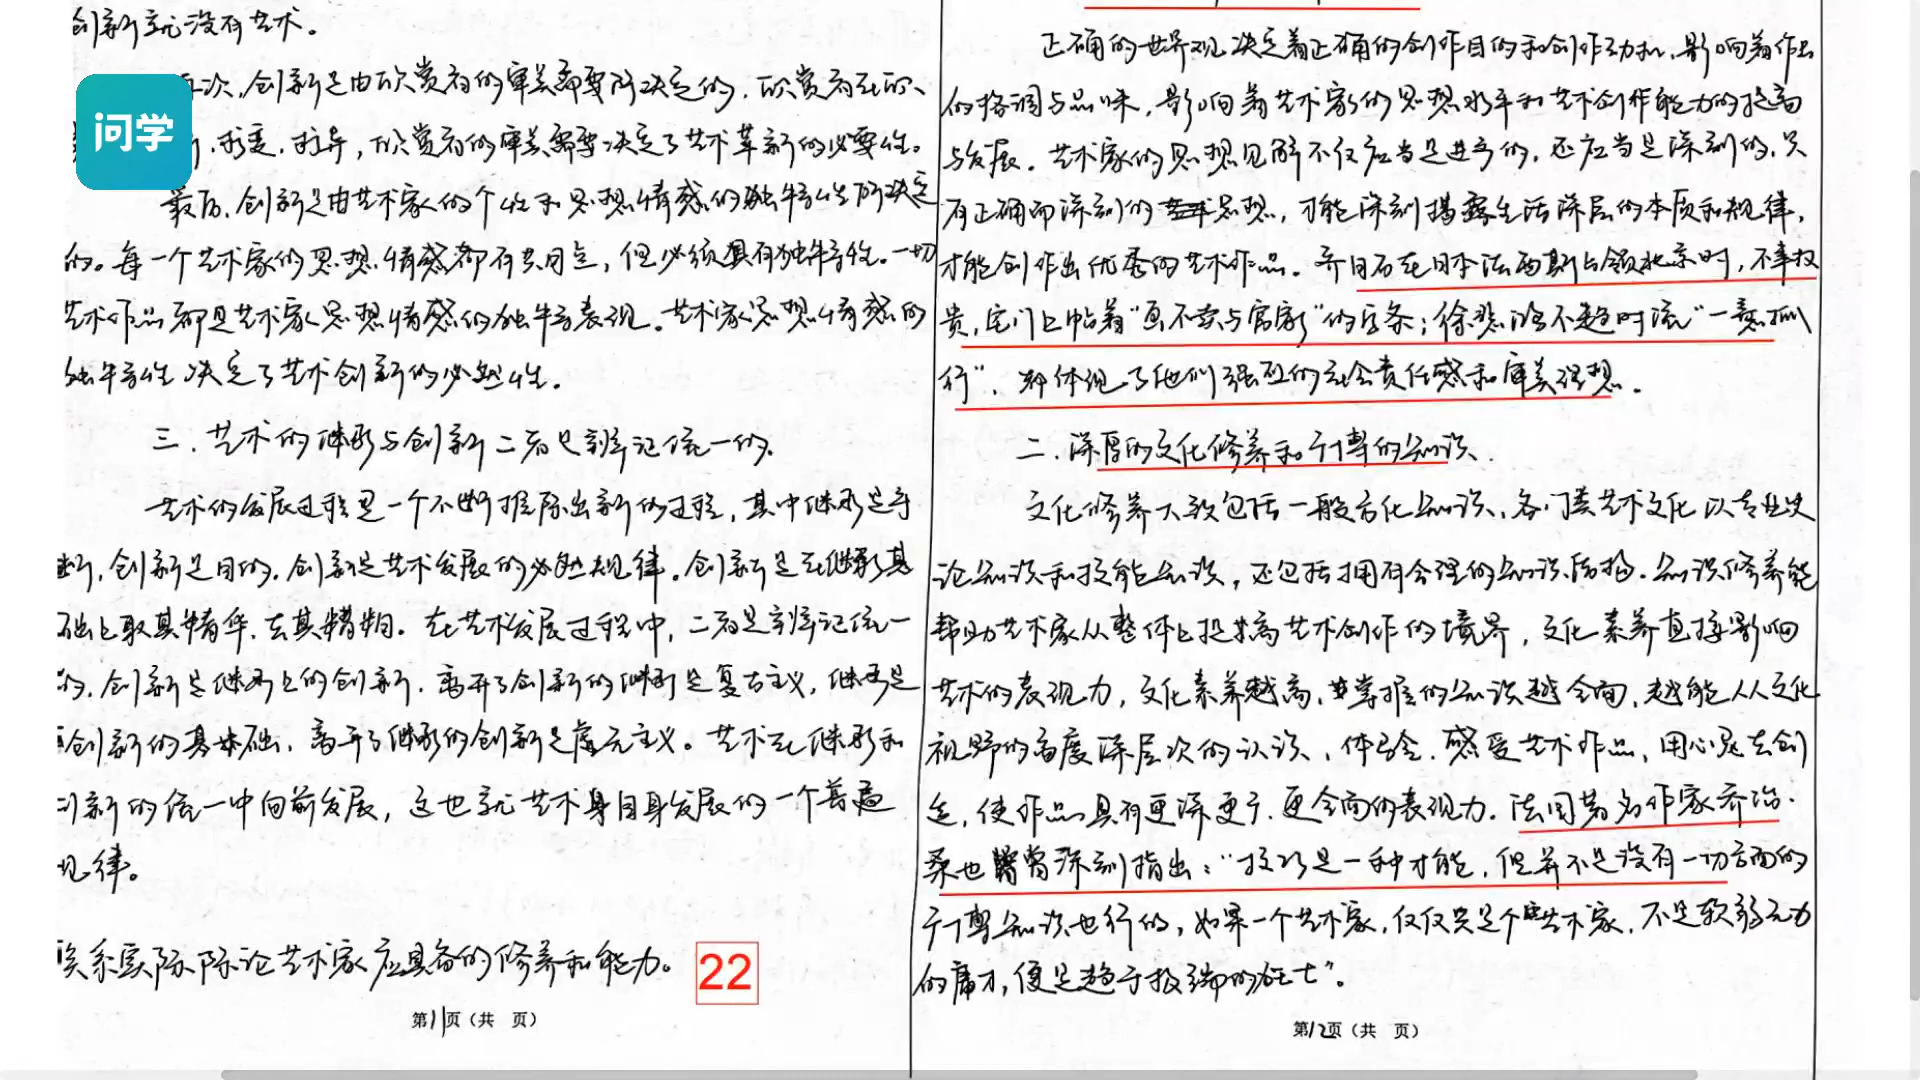 创新就没有艺术。
问学
次,创新是由欣赏者的审美需要所决定的.欣赏者在欣、
求变.求异,欣赏者的审美需要决定了艺术革新的必要性。
最后,创新是由艺术家的个性和思想情感的独特性所决定
的。每一个艺术家的思想情感都有共同点,但必须具有独特性。一切
艺术作品都是艺术家思想情感的独特表现。艺术家思想情感的
独特性决定了艺术创新的必然性。
三.艺术的继承与创新二者是辩证统一的.
艺术的发展过程是一个不断推陈出新的过程,其中继承是手
断,创新是目的.创新是艺术发展的必然规律。创新是在继承基
础上取其精华.去其糟粕.在艺术发展过程中,二者是辩证统一
的.创新是继承上的创新.离开了创新的继承是复古主义,继承是
创新的基础,离开了继承的创新是虚无主义。艺术在继承和
创新的统一中向前发展,这也就艺术身自身发展的一个普遍
规律。
关系实际,际论艺术家应具备的修养和能力。
22
第11页(共 页)
正确的世界观决定着正确的创作目的和创作动机,影响着作品
的格调与品味,影响着艺术家的思想水平和艺术创作能力的提高
与发展.艺术家的思想见解不仅应当是进步的,还应当是深刻的,只
有正确而深刻的思想,才能深刻揭露生活深层的本质和规律,
才能创作出优秀的艺术作品。齐白石在日本法西斯占领北京时,不事权
贵,宅门上帖着"画不卖与官家"的字条;徐悲鸿不趋时流"一意孤
行",都体现了他们强烈的社会责任感和审美理想.
二.深厚的文化修养和广博的知识.
文化修养大致包括一般文化知识、各门类艺术文化以专业史
论知识和技能知识,还包括拥有合理的知识结构.知识修养能
帮助艺术家从整体上提高艺术创作的境界,文化素养直接影响
艺术的表现力,文化素养越高,掌握的知识越全面,越能从文化
视野的高度深层次的认识、体会.感受艺术作品,用心灵去创
造,使作品具有更深更广.更全面的表现力.法国著名作家乔治·
桑也曾深刻指出:"技巧是一种才能,但并不是没有一切方面的
广博知识也行的,如果一个艺术家,仅仅只是个艺术家,不是软弱无力
的庸才,便是趋于极端的狂士"。
第12页(共 页)